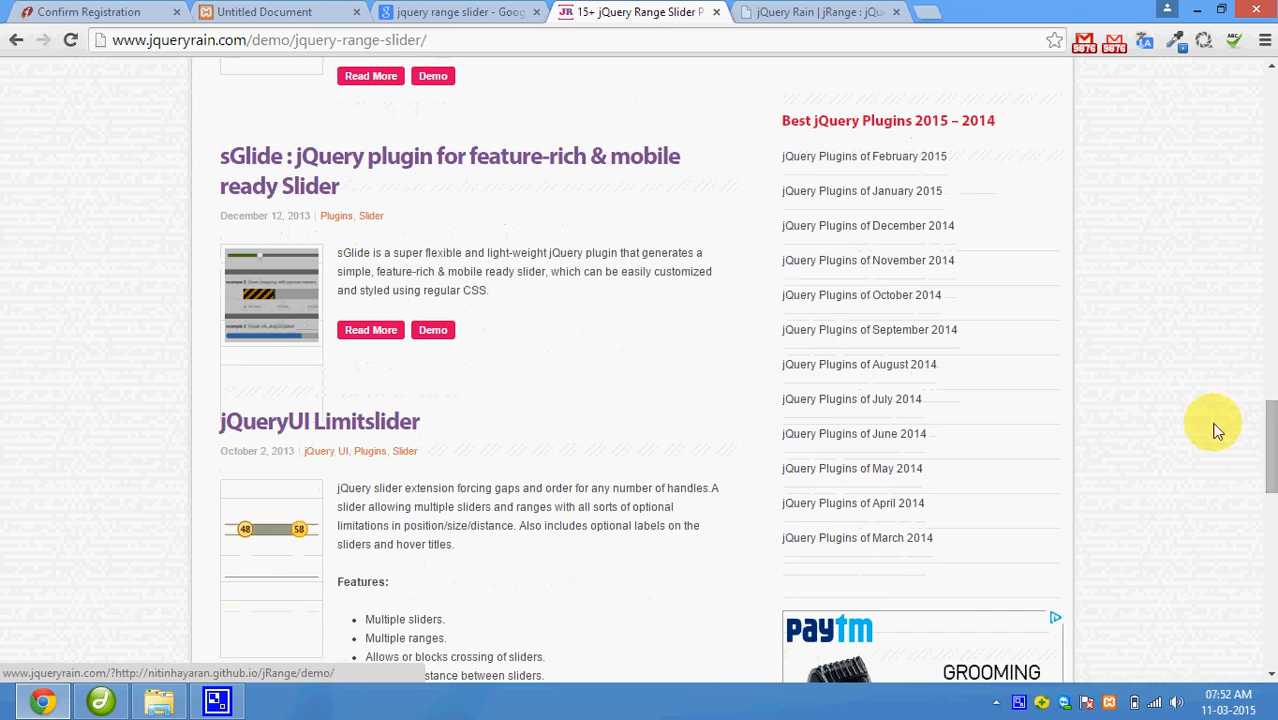 Confirm Registration
Untitled Document
jquery range slider - Goog
JR 15+ jQuery Range Slider P
jQuery Rain | jRange : jQu
www.jqueryrain.com/demo/jquery-range-slider/
9876
9876
ABC
Read More
Demo
Best jQuery Plugins 2015 – 2014
sGlide : jQuery plugin for feature-rich & mobile
ready Slider
December 12, 2013 | Plugins, Slider
sGlide is a super flexible and light-weight jQuery plugin that generates a
simple, feature-rich & mobile ready slider, which can be easily customized
and styled using regular CSS.
Read More
Demo
jQueryUI Limitslider
October 2, 2013 | jQuery UI, Plugins, Slider
48
58
jQuery slider extension forcing gaps and order for any number of handles.A
slider allowing multiple sliders and ranges with all sorts of optional
limitations in position/size/distance. Also includes optional labels on the
sliders and hover titles.
Features:
Multiple sliders.
Multiple ranges.
Allows or blocks crossing of sliders.
stance between sliders.
jQuery Plugins of February 2015
jQuery Plugins of January 2015
jQuery Plugins of December 2014
jQuery Plugins of November 2014
jQuery Plugins of October 2014
jQuery Plugins of September 2014
jQuery Plugins of August 2014
jQuery Plugins of July 2014
jQuery Plugins of June 2014
jQuery Plugins of May 2014
jQuery Plugins of April 2014
jQuery Plugins of March 2014
paytm
GROOMING
www.jqueryrain.com/?http://nitinhayaran.github.io/jRange/demo/
07:52 AM
11-03-2015